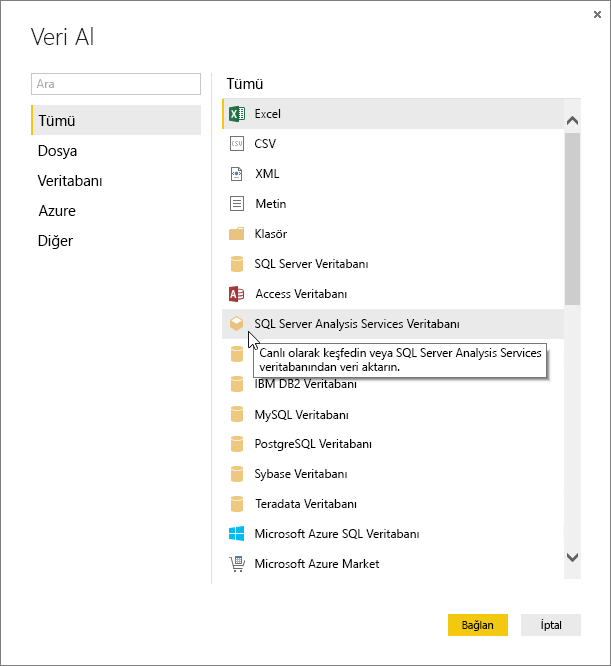 Veri Al
Ara
Tümü
Dosya
Veritabanı
Azure
Diğer
Tümü
Excel
CSV
XML
Metin
Klasör
SQL Server Veritabanı
Access Veritabanı
SQL Server Analysis Services Veritabanı
Canlı olarak keşfedin veya SQL Server Analysis Services
veritabanından veri aktarın.
IBM DB2 Veritabanı
MySQL Veritabanı
PostgreSQL Veritabanı
Sybase Veritabanı
Teradata Veritabanı
Microsoft Azure SQL Veritabanı
Microsoft Azure Market
Bağlan
İptal